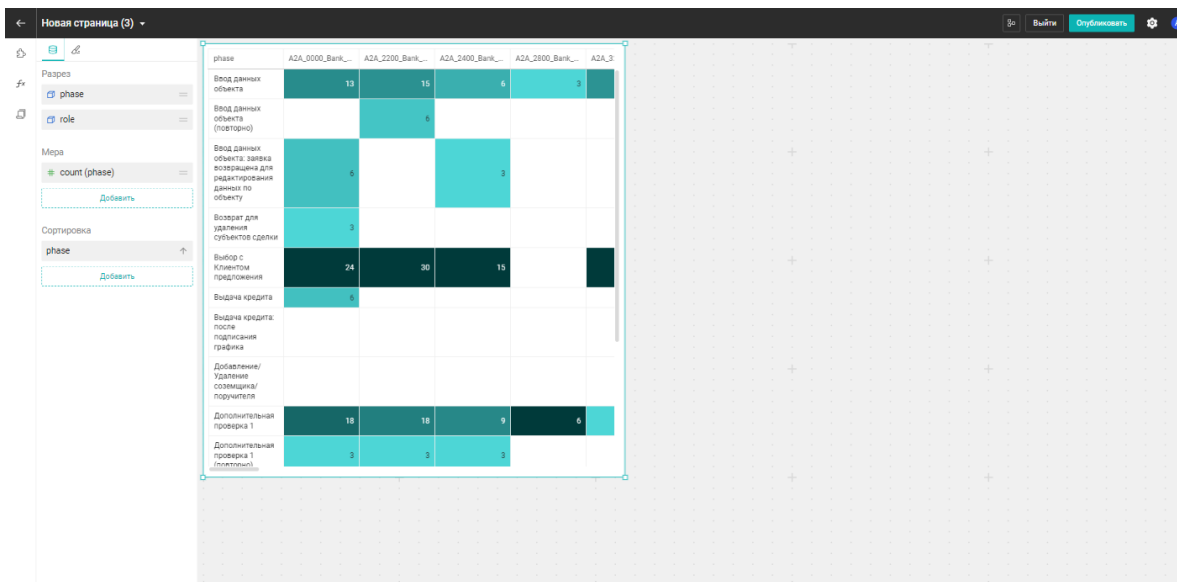 Новая страница (3)
Выйти
Опубликовать
Разрез
phase
role
Мера
# count (phase)
Добавить
Сортировка
phase
Добавить
phase A2A_0000_Bank_... A2A_2200_Bank_... A2A_2400_Bank_... A2A_2800_Bank_... A2A_3
Ввод данных
объекта
13 15 6 3
Ввод данных
объекта
(повторно)
6
Ввод данных
объекта: заявка
возвращена для
редактирования
данных по
объекту
6 3
Возврат для
удаления
субъектов сделки
3
Выбор с
Клиентом
предложения
24 30 15
Выдача кредита 6
Выдача кредита:
после
подписания
графика
Добавление/
Удаление
созаемщика/
поручителя
Дополнительная
проверка 1
18 18 9 6
Дополнительная
проверка 1
(повторно)
3 3 3